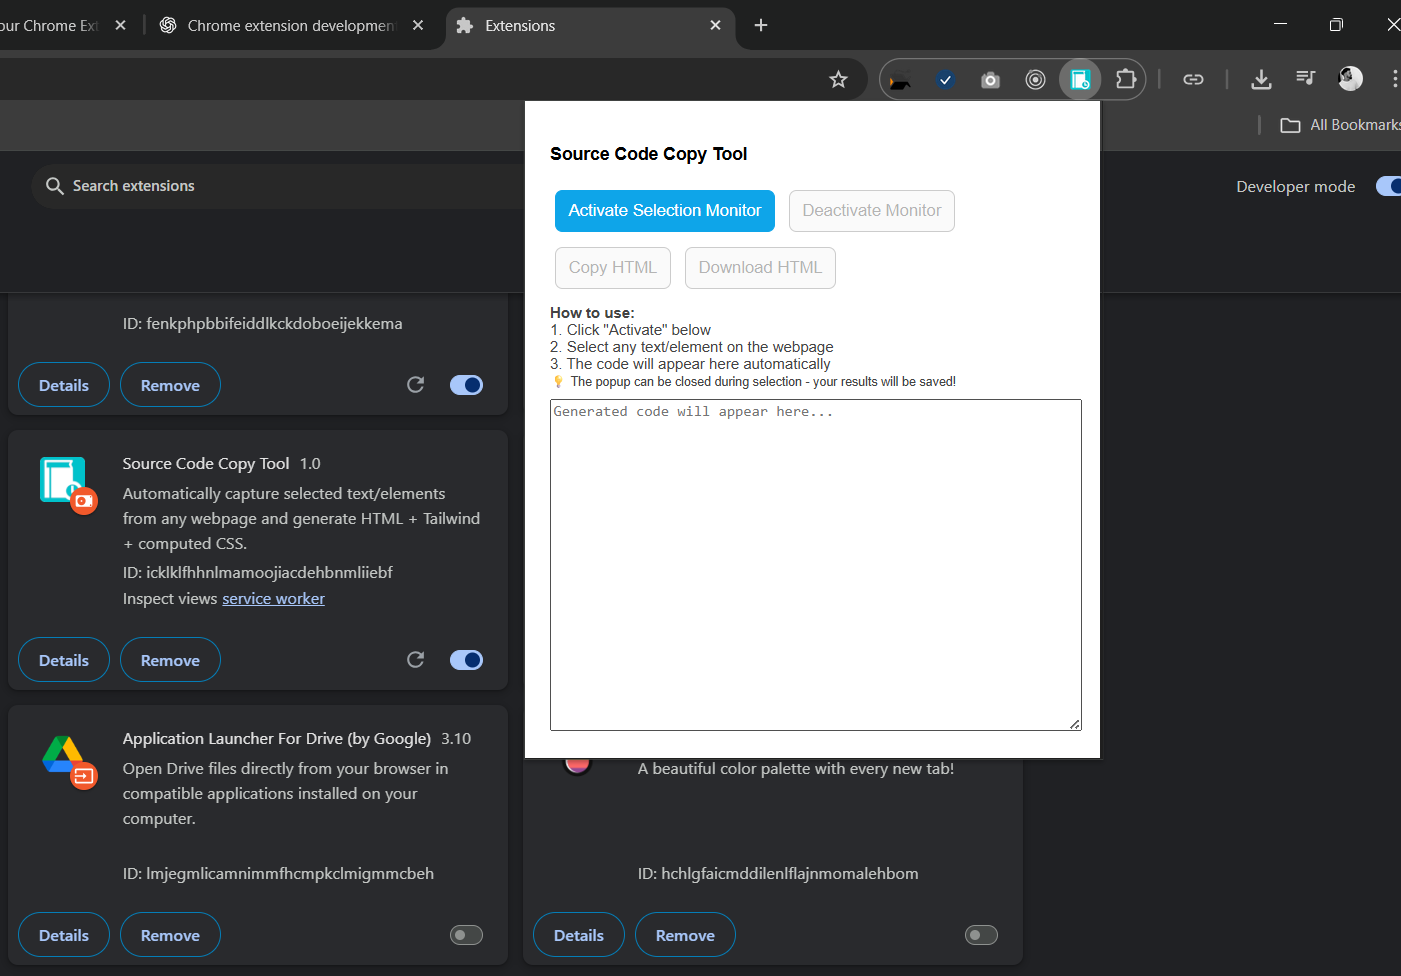 our Chrome Ex
Chrome extension developmen
Extensions
All Bookmarks
Search extensions
Developer mode
Source Code Copy Tool
Activate Selection Monitor
Deactivate Monitor
Copy HTML
Download HTML
How to use:
1. Click "Activate" below
2. Select any text/element on the webpage
3. The code will appear here automatically
💡 The popup can be closed during selection - your results will be saved!
Generated code will appear here...
ID: fenkphpbbifeiddlkckdoboeijekkema
Details
Remove
Source Code Copy Tool 1.0
Automatically capture selected text/elements
from any webpage and generate HTML + Tailwind
+ computed CSS.
ID: icklklfhhnlmamoojiacdehbnmliiebf
Inspect views service worker
Details
Remove
Application Launcher For Drive (by Google) 3.10
Open Drive files directly from your browser in
compatible applications installed on your
computer.
ID: lmjegmlicamnimmfhcmpkclmigmmcbeh
Details
Remove
A beautiful color palette with every new tab!
ID: hchlgfaicmddilenlflajnmomalehbom
Details
Remove